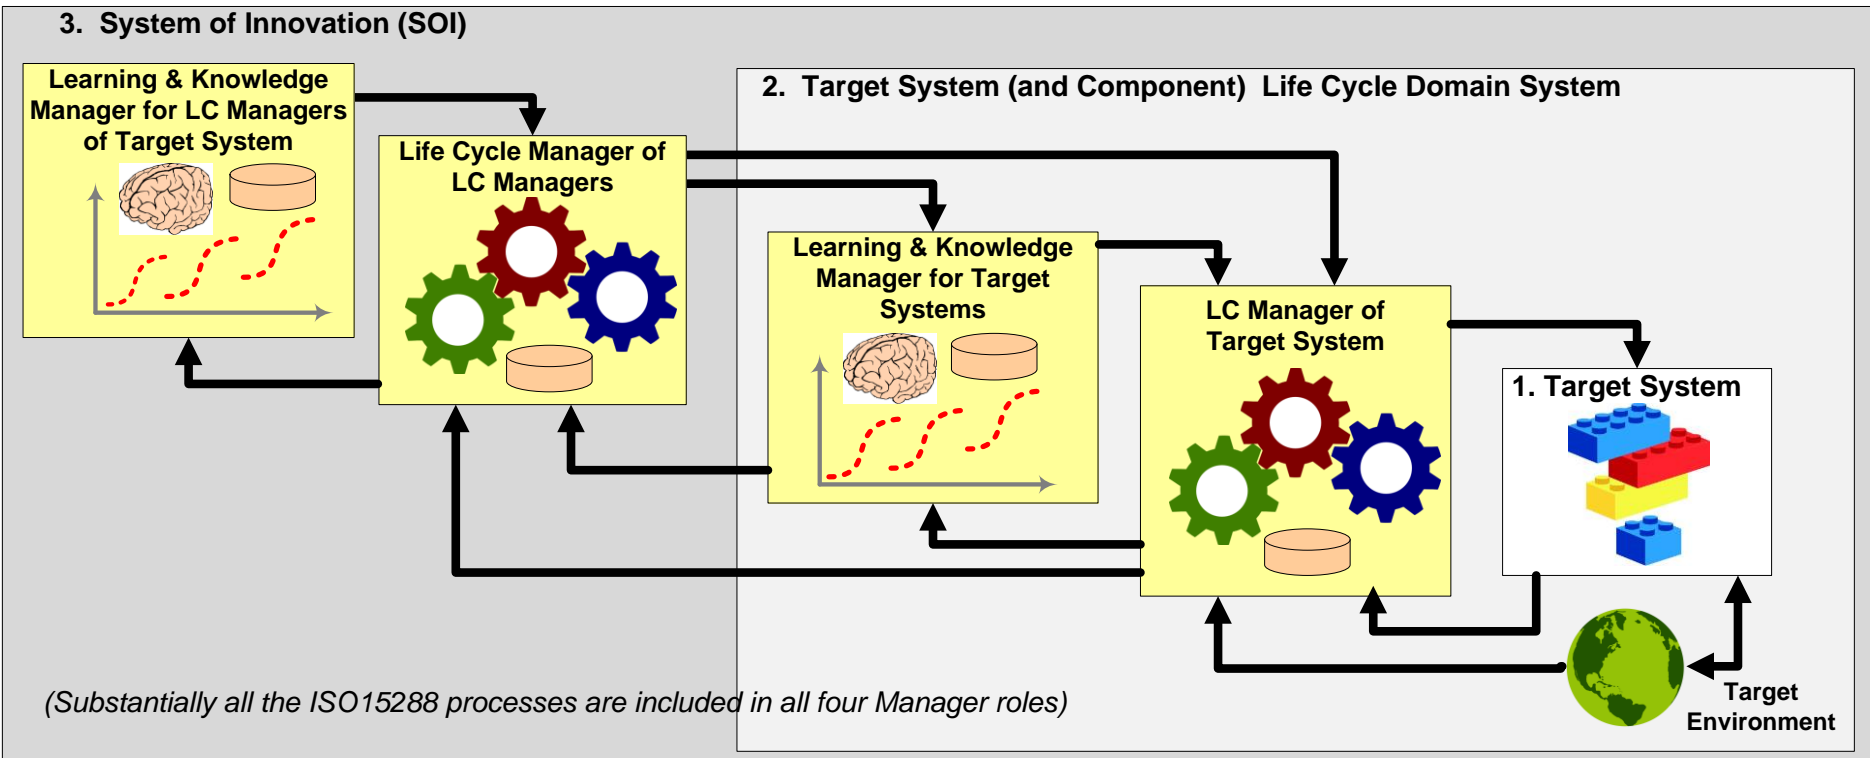 3. System of Innovation (SOI)
Learning & Knowledge
Manager for LC Managers
of Target System
2. Target System (and Component) Life Cycle Domain System
Life Cycle Manager of
LC Managers
Learning & Knowledge
Manager for Target
Systems
LC Manager of
Target System
1. Target System
(Substantially all the ISO15288 processes are included in all four Manager roles)
Target
Environment